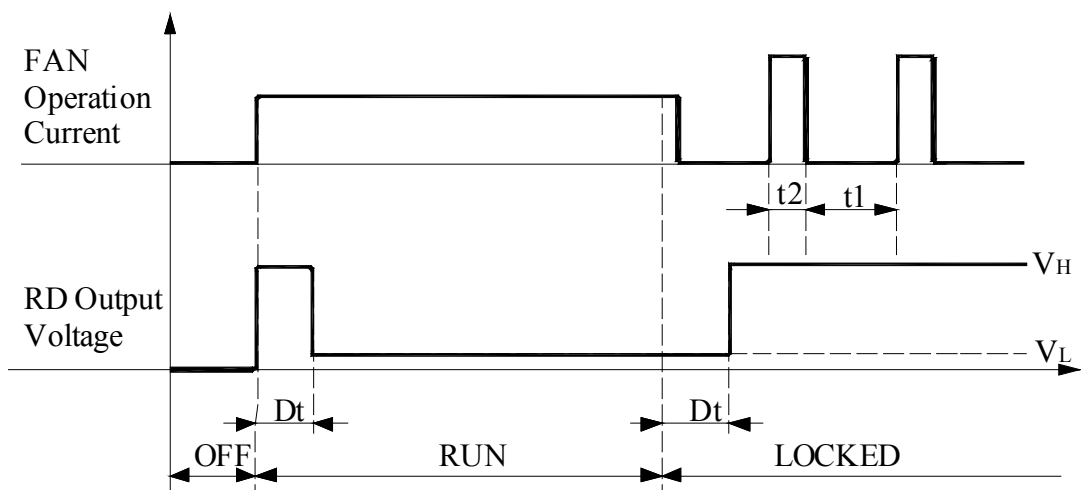 FAN
Operation
Current
t2
t1
VH
RD Output
Voltage
VL
Dt
Dt
OFF
RUN
LOCKED